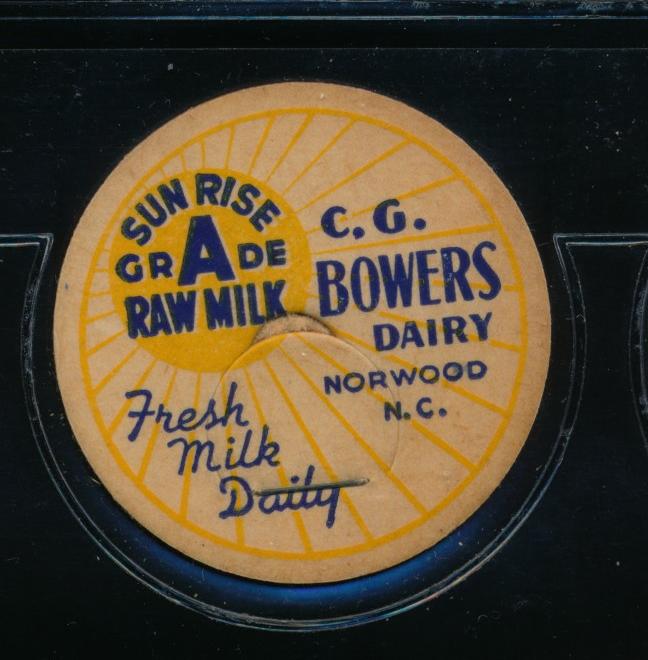 SUN RISE
GRADE
RAW MILK
C. G.
BOWERS
DAIRY
NORWOOD
N.C.
Fresh
Milk
Daily